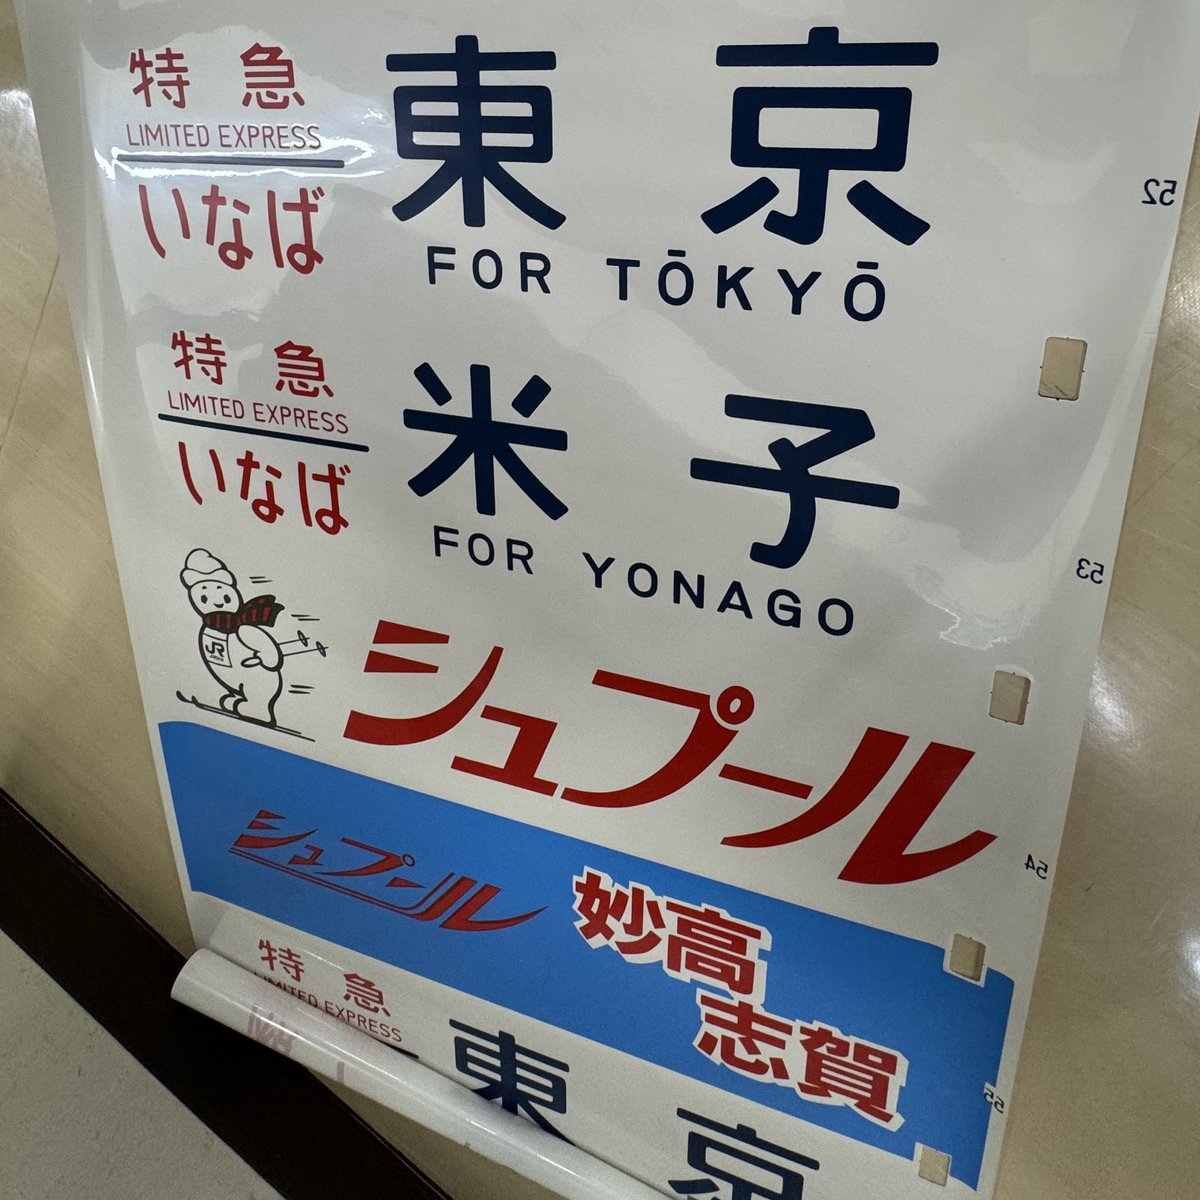 特急 東京
LIMITED EXPRESS
いなば
FOR TŌKYŌ
52
特急 米子
LIMITED EXPRESS
いなば
FOR YONAGO
53
JR
シュプール
54
シュプール 妙高
志賀
55
特急
LIMITED EXPRESS
東京